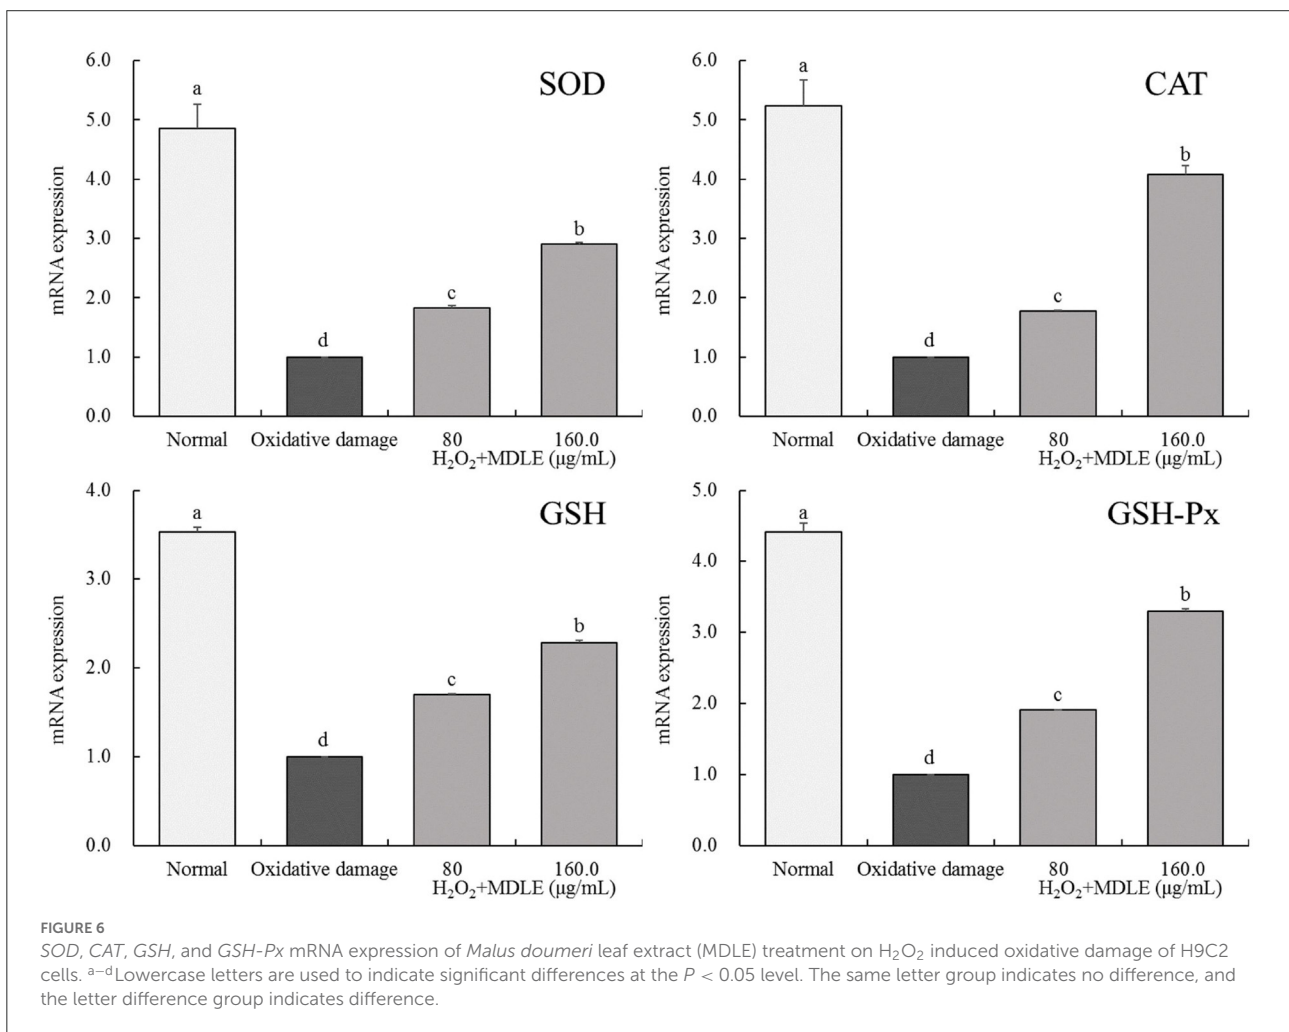 SOD
mRNA expression
6.0
5.0
4.0
3.0
2.0
1.0
0.0
a
d
c
b
Normal
Oxidative damage
80
160.0
H₂O₂+MDLE (μg/mL)
CAT
mRNA expression
6.0
5.0
4.0
3.0
2.0
1.0
0.0
a
d
c
b
Normal
Oxidative damage
80
160.0
H₂O₂+MDLE (μg/mL)
GSH
mRNA expression
4.0
3.0
2.0
1.0
0.0
a
d
c
b
Normal
Oxidative damage
80
160.0
H₂O₂+MDLE (μg/mL)
GSH-Px
mRNA expression
5.0
4.0
3.0
2.0
1.0
0.0
a
d
c
b
Normal
Oxidative damage
80
160.0
H₂O₂+MDLE (μg/mL)
FIGURE 6
SOD, CAT, GSH, and GSH-Px mRNA expression of Malus doumeri leaf extract (MDLE) treatment on H₂O₂ induced oxidative damage of H9C2
cells. ᵃ⁻ᵈLowercase letters are used to indicate significant differences at the P < 0.05 level. The same letter group indicates no difference, and
the letter difference group indicates difference.